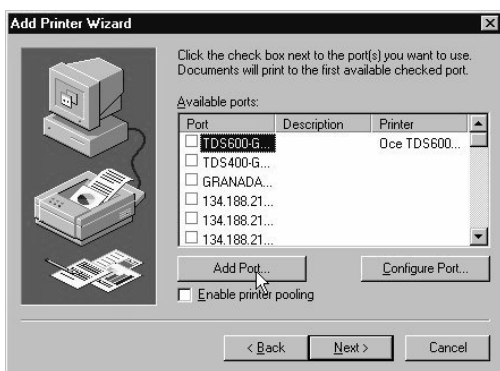 Add Printer Wizard
Click the check box next to the port(s) you want to use.
Documents will print to the first available checked port.
Available ports:
Port Description Printer
TDS600-G... Oce TDS600...
TDS400-G...
GRANADA...
134.188.21...
134.188.21...
134.188.21...
Add Port... Configure Port...
Enable printer pooling
< Back Next > Cancel